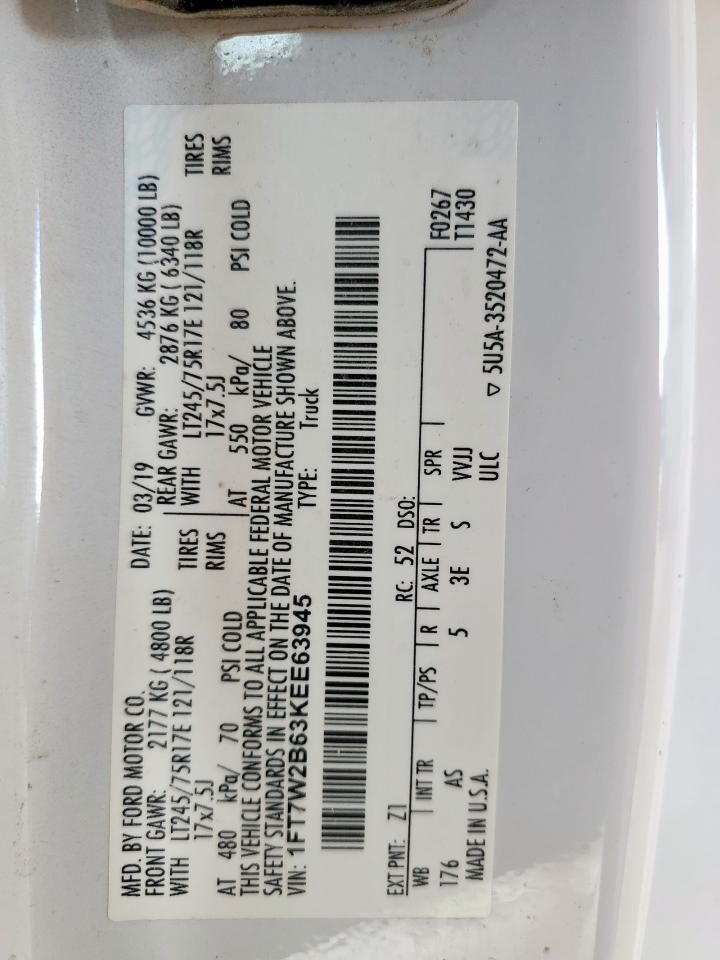 MFD. BY FORD MOTOR CO.
DATE: 03/19 GVWR: 4536 KG (10000 LB)
FRONT GAWR: 2177 KG ( 4800 LB)
REAR GAWR: 2876 KG ( 6340 LB)
WITH LT245/75R17E 121/118R TIRES
WITH LT245/75R17E 121/118R TIRES
17x7.5J RIMS
17x7.5J RIMS
AT 480 kPa/ 70 PSI COLD
AT 550 kPa/ 80 PSI COLD
THIS VEHICLE CONFORMS TO ALL APPLICABLE FEDERAL MOTOR VEHICLE
SAFETY STANDARDS IN EFFECT ON THE DATE OF MANUFACTURE SHOWN ABOVE.
VIN: 1FT7W2B63KEE63945 TYPE: Truck
EXT PNT: Z1 RC: 52 DSO:
WB INT TR TP/PS R AXLE TR SPR F0267
176 AS 5 3E S VVJJ T1430
MADE IN U.S.A. ULC
▽ 5U5A-3520472-AA